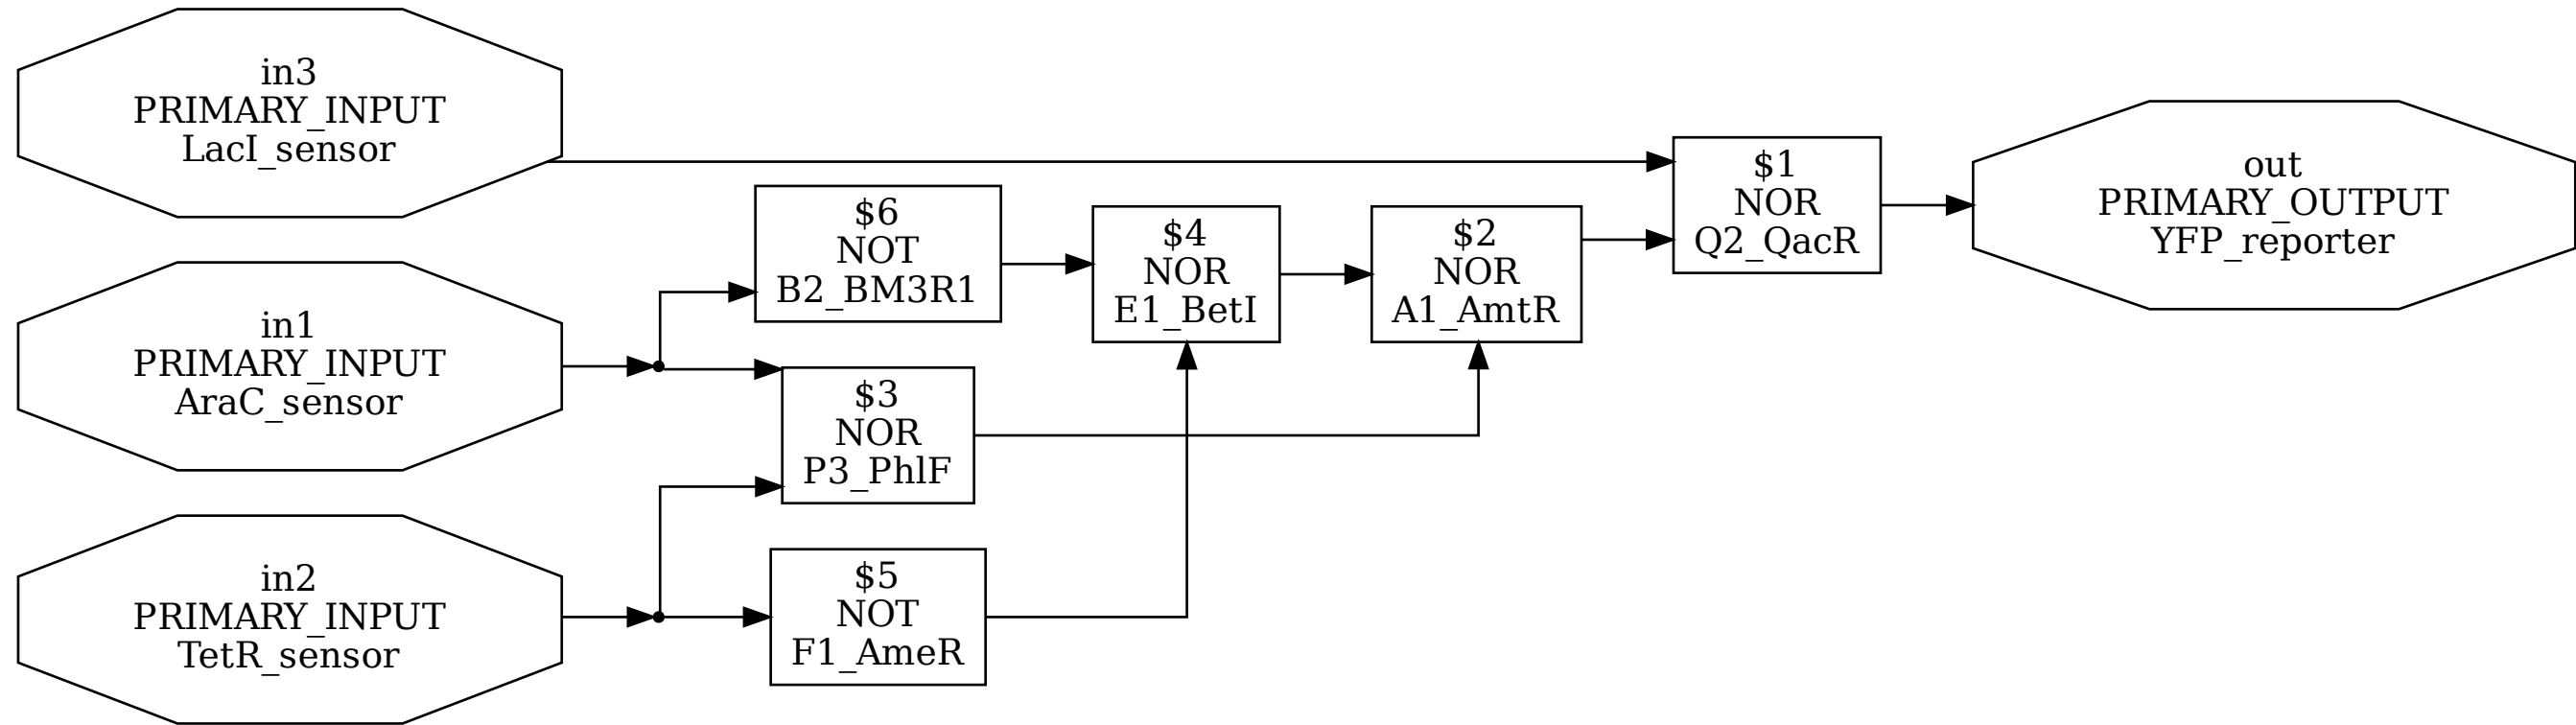 in3
PRIMARY_INPUT
LacI_sensor
in1
PRIMARY_INPUT
AraC_sensor
in2
PRIMARY_INPUT
TetR_sensor
$6
NOT
B2_BM3R1
$3
NOR
P3_PhlF
$5
NOT
F1_AmeR
$4
NOR
E1_BetI
$2
NOR
A1_AmtR
$1
NOR
Q2_QacR
out
PRIMARY_OUTPUT
YFP_reporter